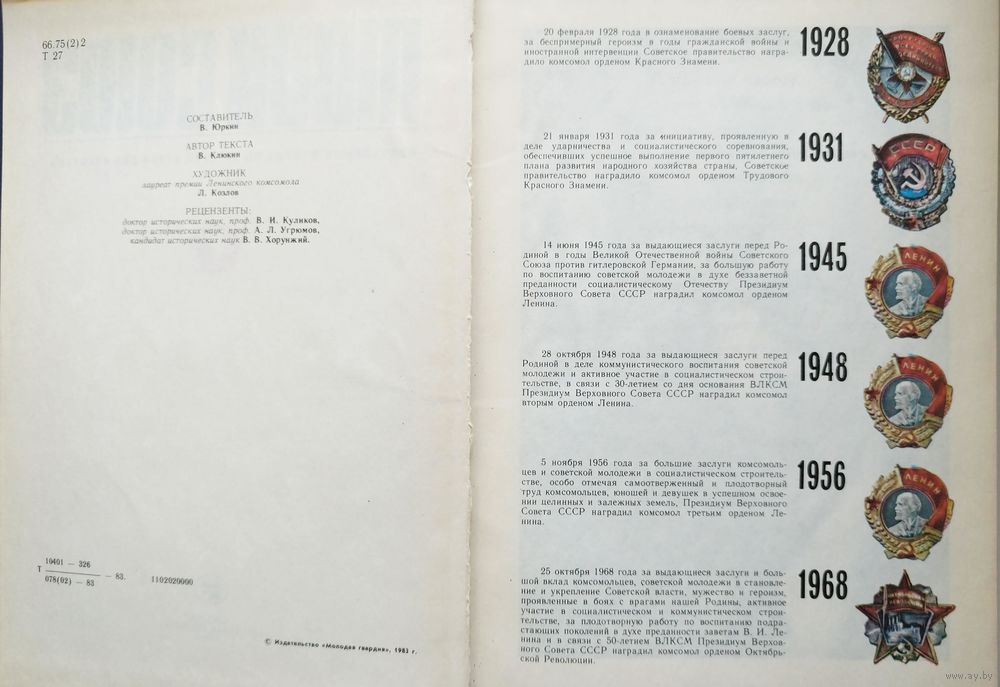 66.75(2)2
Т 27
СОСТАВИТЕЛЬ
В. Юркин
АВТОР ТЕКСТА
В. Клюкин
ХУДОЖНИК
лауреат премии Ленинского комсомола
Л. Козлов
РЕЦЕНЗЕНТЫ:
доктор исторических наук, проф. В. И. Куликов,
доктор исторических наук, проф. А. Л. Угрюмов,
кандидат исторических наук В. В. Хорунжий.
Т 10401 — 326
078(02) — 83 — 83. 1102020000
© Издательство «Молодая гвардия», 1983 г.
20 февраля 1928 года в ознаменование боевых заслуг,
за беспримерный героизм в годы гражданской войны и
иностранной интервенции Советское правительство награ-
дило комсомол орденом Красного Знамени.
1928
21 января 1931 года за инициативу, проявленную в
деле ударничества и социалистического соревнования,
обеспечивших успешное выполнение первого пятилетнего
плана развития народного хозяйства страны, Советское
правительство наградило комсомол орденом Трудового
Красного Знамени.
1931
СССР
14 июня 1945 года за выдающиеся заслуги перед Ро-
диной в годы Великой Отечественной войны Советского
Союза против гитлеровской Германии, за большую работу
по воспитанию советской молодежи в духе беззаветной
преданности социалистическому Отечеству Президиум
Верховного Совета СССР наградил комсомол орденом
Ленина.
1945
ЛЕНИН
28 октября 1948 года за выдающиеся заслуги перед
Родиной в деле коммунистического воспитания советской
молодежи и активное участие в социалистическом строи-
тельстве, в связи с 30-летием со дня основания ВЛКСМ
Президиум Верховного Совета СССР наградил комсомол
вторым орденом Ленина.
1948
ЛЕНИН
5 ноября 1956 года за большие заслуги комсомоль-
цев и советской молодежи в социалистическом строитель-
стве, особо отмечая самоотверженный и плодотворный
труд комсомольцев, юношей и девушек в успешном освое-
нии целинных и залежных земель, Президиум Верховного
Совета СССР наградил комсомол третьим орденом Ле-
нина.
1956
ЛЕНИН
25 октября 1968 года за выдающиеся заслуги и боль-
шой вклад комсомольцев, советской молодежи в становле-
ние и укрепление Советской власти, мужество и героизм,
проявленные в боях с врагами нашей Родины, активное
участие в социалистическом и коммунистическом строи-
тельстве, за плодотворную работу по воспитанию подра-
стающих поколений в духе преданности заветам В. И. Ле-
нина и в связи с 50-летием ВЛКСМ Президиум Верхов-
ного Совета СССР наградил комсомол орденом Октябрь-
ской Революции.
1968
www.ay.by